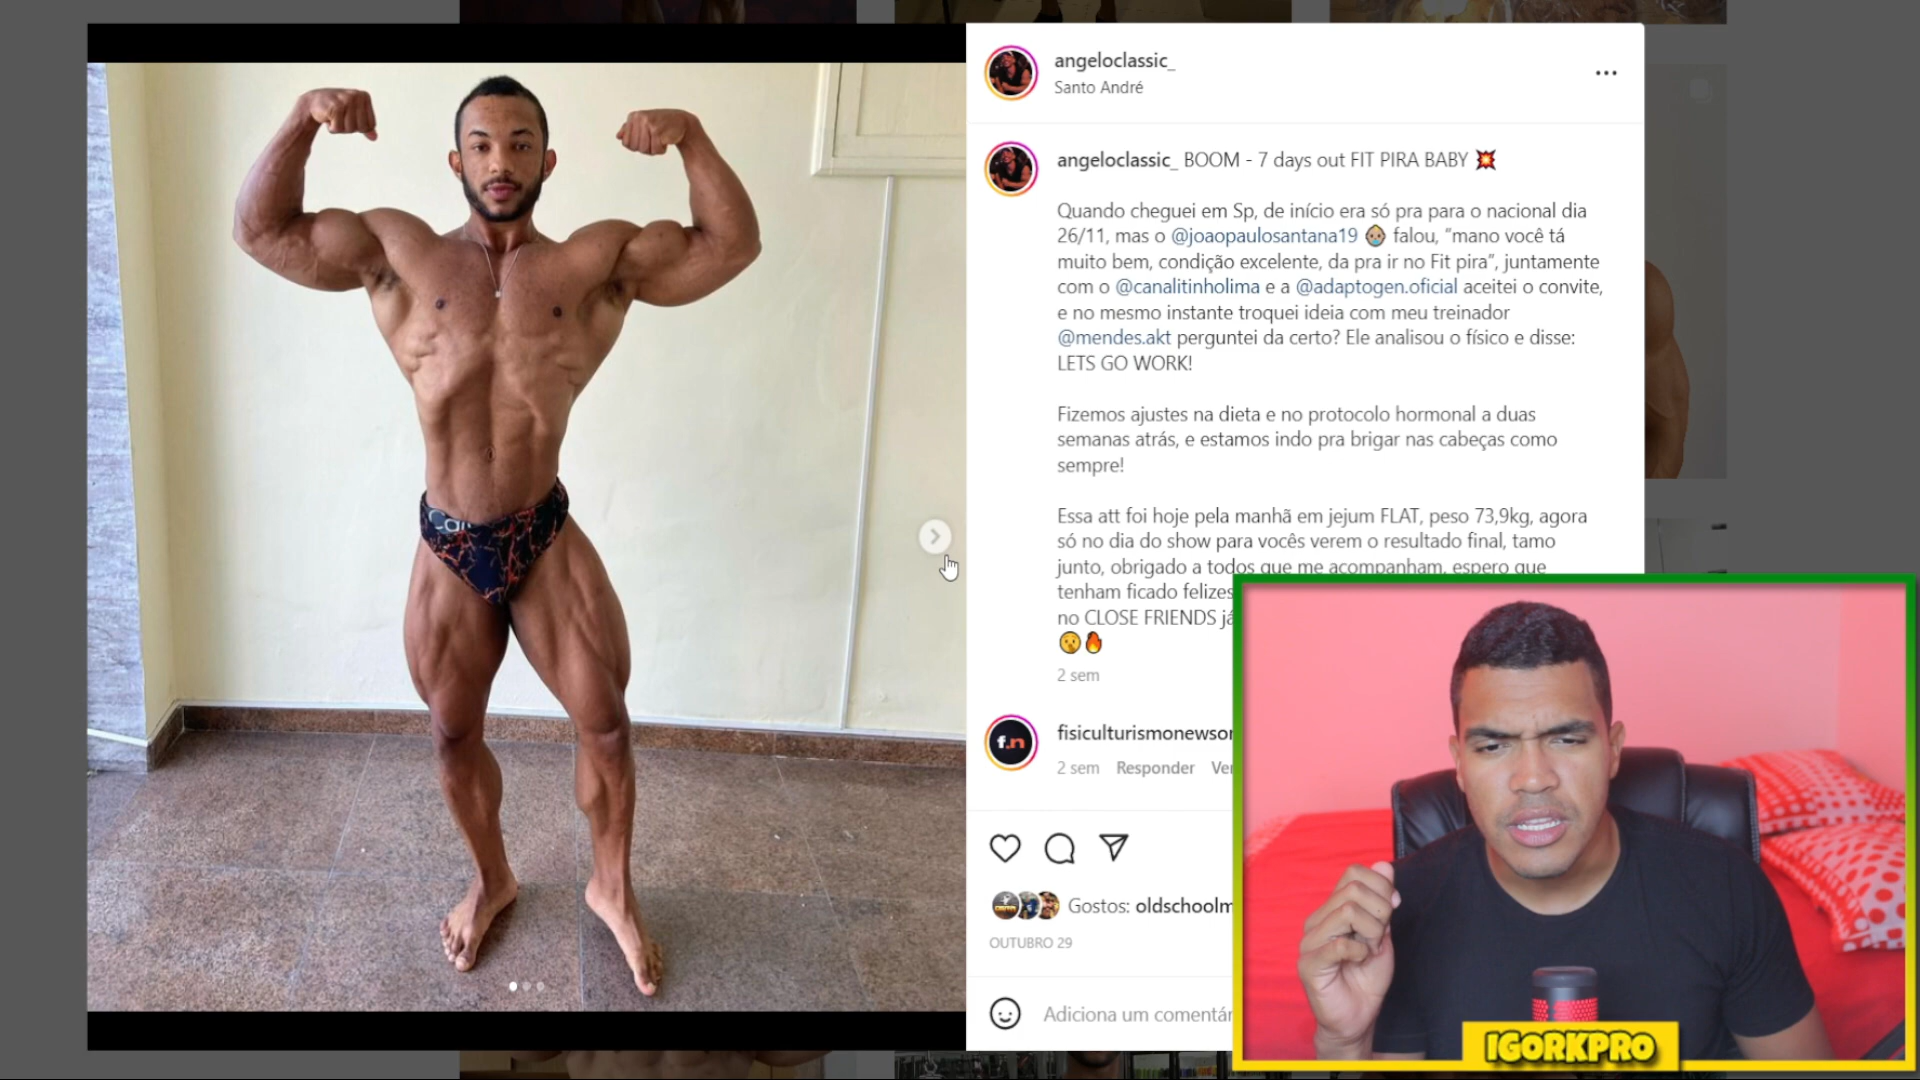 angeloclassic_
Santo André
angeloclassic_ BOOM - 7 days out FIT PIRA BABY 💥
Quando cheguei em Sp, de início era só pra para o nacional dia
26/11, mas o @joaopaulosantana19 👶🏼 falou, “mano você tá
muito bem, condição excelente, da pra ir no Fit pira”, juntamente
com o @canalitinholima e a @adaptogen.oficial aceitei o convite,
e no mesmo instante troquei ideia com meu treinador
@mendes.akt perguntei da certo? Ele analisou o físico e disse:
LETS GO WORK!
Fizemos ajustes na dieta e no protocolo hormonal a duas
semanas atrás, e estamos indo pra brigar nas cabeças como
sempre!
Essa att foi hoje pela manhã em jejum FLAT, peso 73,9kg, agora
só no dia do show para vocês verem o resultado final, tamo
junto, obrigado a todos que me acompanham, espero que
tenham ficado felizes
no CLOSE FRIENDS já
🤫🔥
2 sem
f.n
fisiculturismonewsor
2 sem Responder Ver
Gostos: oldschoolm
OUTUBRO 29
Adiciona um comentár
IGORKPRO